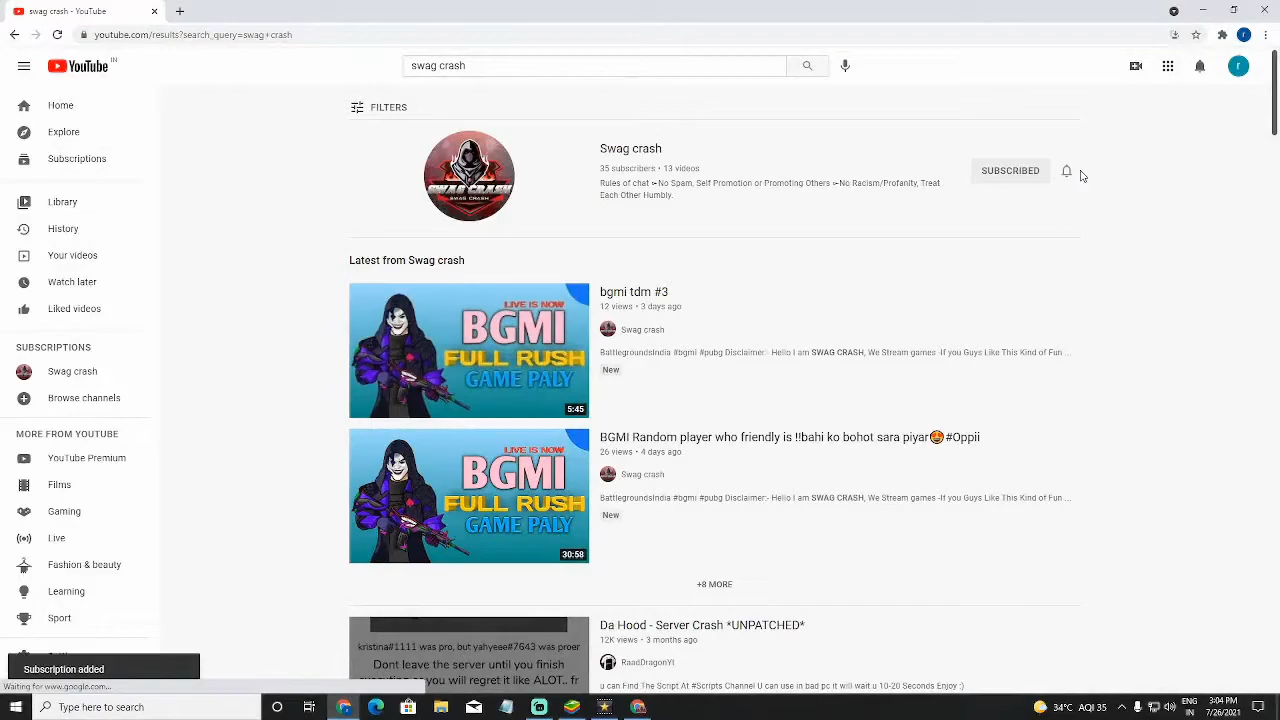 swag crash - YouTube
youtube.com/results?search_query=swag+crash
YouTube IN
swag crash
r
r
Home
Explore
Subscriptions
Library
History
Your videos
Watch later
Liked videos
SUBSCRIPTIONS
Swag crash
Browse channels
MORE FROM YOUTUBE
YouTube Premium
Films
Gaming
Live
Fashion & beauty
Learning
Sport
Subscription added
Waiting for www.google.com...
FILTERS
SWAG CRASH
SWAG CRASH
Swag crash
35 subscribers • 13 videos
Rules of chat ➳No Spam, Self Promotion or Promoting Others ➳No Racism/Profanity, Treat
Each Other Humbly.
SUBSCRIBED
Latest from Swag crash
LIVE IS NOW
BGMI
FULL RUSH
GAME PALY
5:45
bgmi tdm #3
12 views • 3 days ago
Swag crash
BattlegroundsIndia #bgmi #pubg Disclaimer:- Hello I am SWAG CRASH, We Stream games -If you Guys Like This Kind of Fun ...
New
LIVE IS NOW
BGMI
FULL RUSH
GAME PALY
30:58
BGMI Random player who friendly is !!bahi ko bohot sara piyar😍#Oppii
26 views • 4 days ago
Swag crash
BattlegroundsIndia #bgmi #pubg Disclaimer:- Hello I am SWAG CRASH, We Stream games -If you Guys Like This Kind of Fun ...
New
+8 MORE
kristina#1111 was pro, but yahyeee#7643 was proer
Dont leave the server until you finish
you will regret it like ALOT.. fr
Da Hood - Server Crash *UNPATCHED*
12K views • 3 months ago
RaadDragonYt
u can Find The Script At #Scripts Channel U can use in bad pc it will wait u 10-20 Seconds Enjoy :)
Type here to search
34°C AQI 35
ENG
IN
3:04 PM
7/26/2021